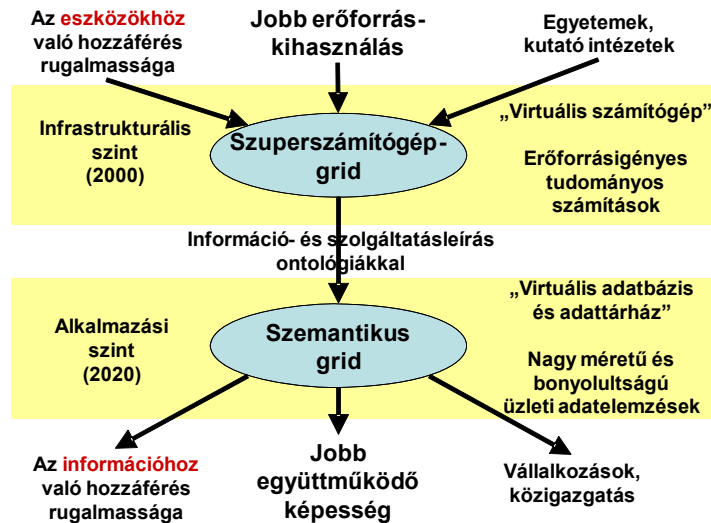 Az eszközökhöz
való hozzáférés
rugalmassága
Jobb erőforrás-
kihasználás
Egyetemek,
kutató intézetek
Infrastrukturális
szint
(2000)
Szuperszámítógép-
grid
„Virtuális számítógép”
Erőforrásigényes
tudományos
számítások
Információ- és szolgáltatásleírás
ontológiákkal
Alkalmazási
szint
(2020)
Szemantikus
grid
„Virtuális adatbázis
és adattárház”
Nagy méretű és
bonyolultságú
üzleti adatelemzések
Az információhoz
való hozzáférés
rugalmassága
Jobb
együttműködő
képesség
Vállalkozások,
közigazgatás